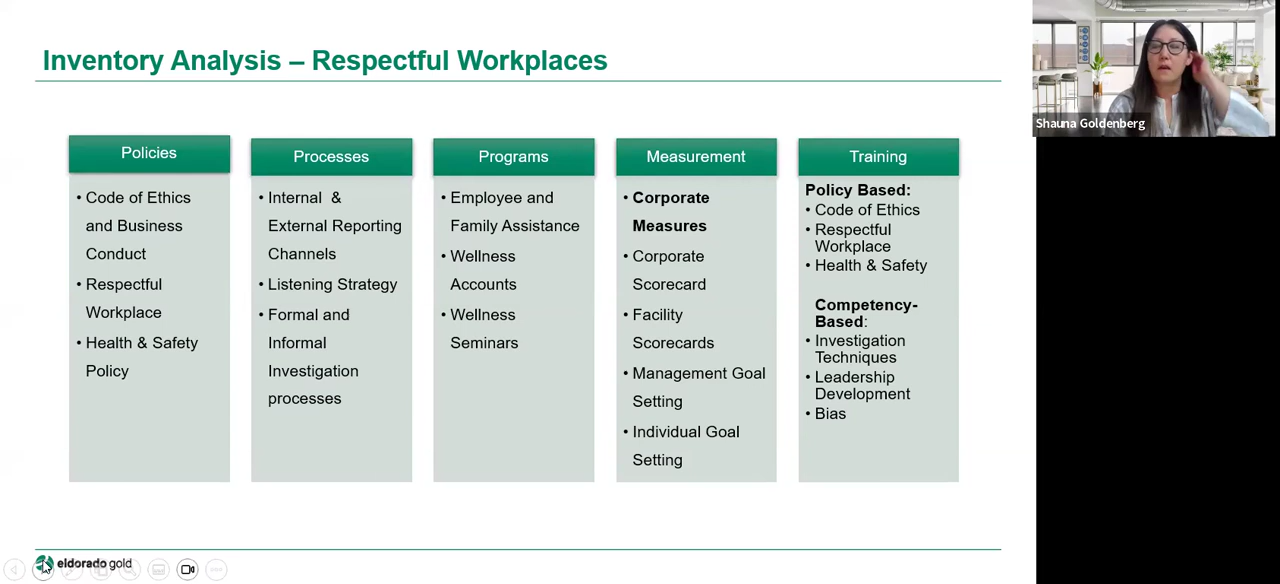 Inventory Analysis – Respectful Workplaces
Shauna Goldenberg
Policies
• Code of Ethics
and Business
Conduct
• Respectful
Workplace
• Health & Safety
Policy
Processes
• Internal &
External Reporting
Channels
• Listening Strategy
• Formal and
Informal
Investigation
processes
Programs
• Employee and
Family Assistance
• Wellness
Accounts
• Wellness
Seminars
Measurement
• Corporate
Measures
• Corporate
Scorecard
• Facility
Scorecards
• Management Goal
Setting
• Individual Goal
Setting
Training
Policy Based:
• Code of Ethics
• Respectful
Workplace
• Health & Safety
Competency-
Based:
• Investigation
Techniques
• Leadership
Development
• Bias
eldorado gold